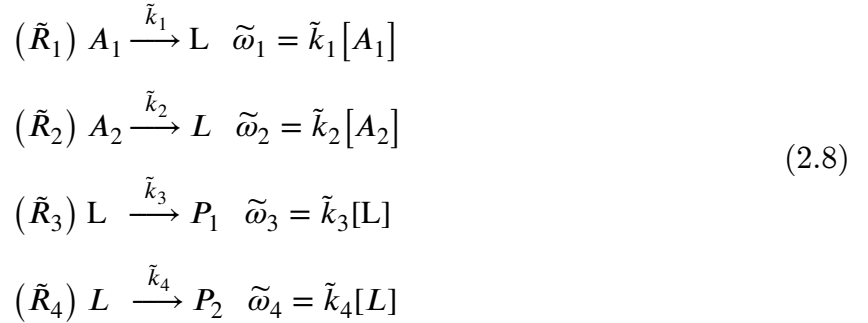 (R̃₁) A₁ —k̃₁→ L ω̃₁ = k̃₁[A₁]
(R̃₂) A₂ —k̃₂→ L ω̃₂ = k̃₂[A₂]
(2.8)
(R̃₃) L —k̃₃→ P₁ ω̃₃ = k̃₃[L]
(R̃₄) L —k̃₄→ P₂ ω̃₄ = k̃₄[L]